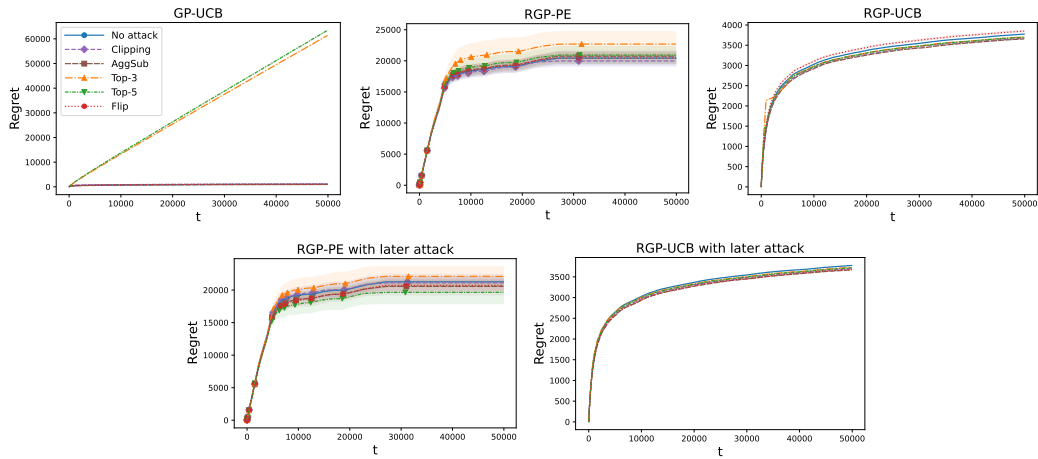 GP-UCB
Regret
60000
50000
40000
30000
20000
10000
0
No attack
Clipping
AggSub
Top-3
Top-5
Flip
0 10000 20000 30000 40000 50000
t
RGP-PE
Regret
25000
20000
15000
10000
5000
0
0 10000 20000 30000 40000 50000
t
RGP-UCB
Regret
4000
3500
3000
2500
2000
1500
1000
500
0
0 10000 20000 30000 40000 50000
t
RGP-PE with later attack
Regret
20000
15000
10000
5000
0
0 10000 20000 30000 40000 50000
t
RGP-UCB with later attack
Regret
3500
3000
2500
2000
1500
1000
500
0
0 10000 20000 30000 40000 50000
t